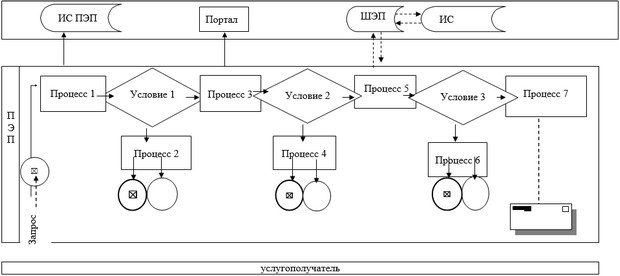 ИС ПЭП
Портал
ШЭП
ИС
ПЭП
Процесс 1
Условие 1
Процесс 3
Условие 2
Процесс 5
Условие 3
Процесс 7
Процесс 2
Процесс 4
Процесс 6
Запрос
услугополучатель